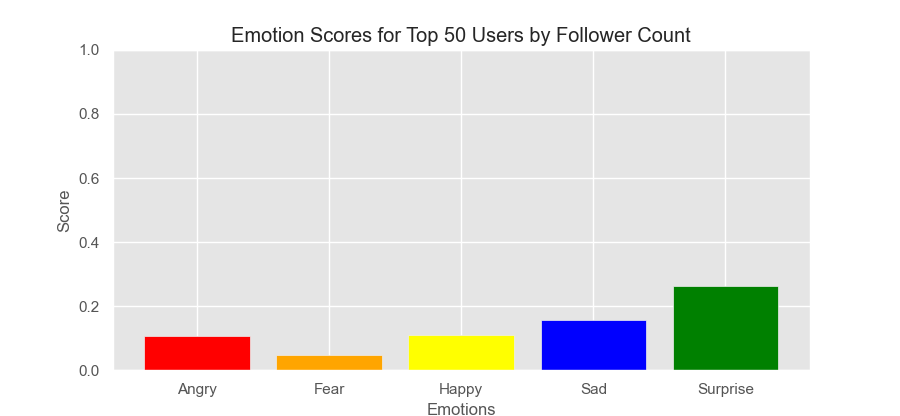 Emotion Scores for Top 50 Users by Follower Count
1.0
0.8
0.6
0.4
0.2
0.0
Score
Angry Fear Happy Sad Surprise
Emotions